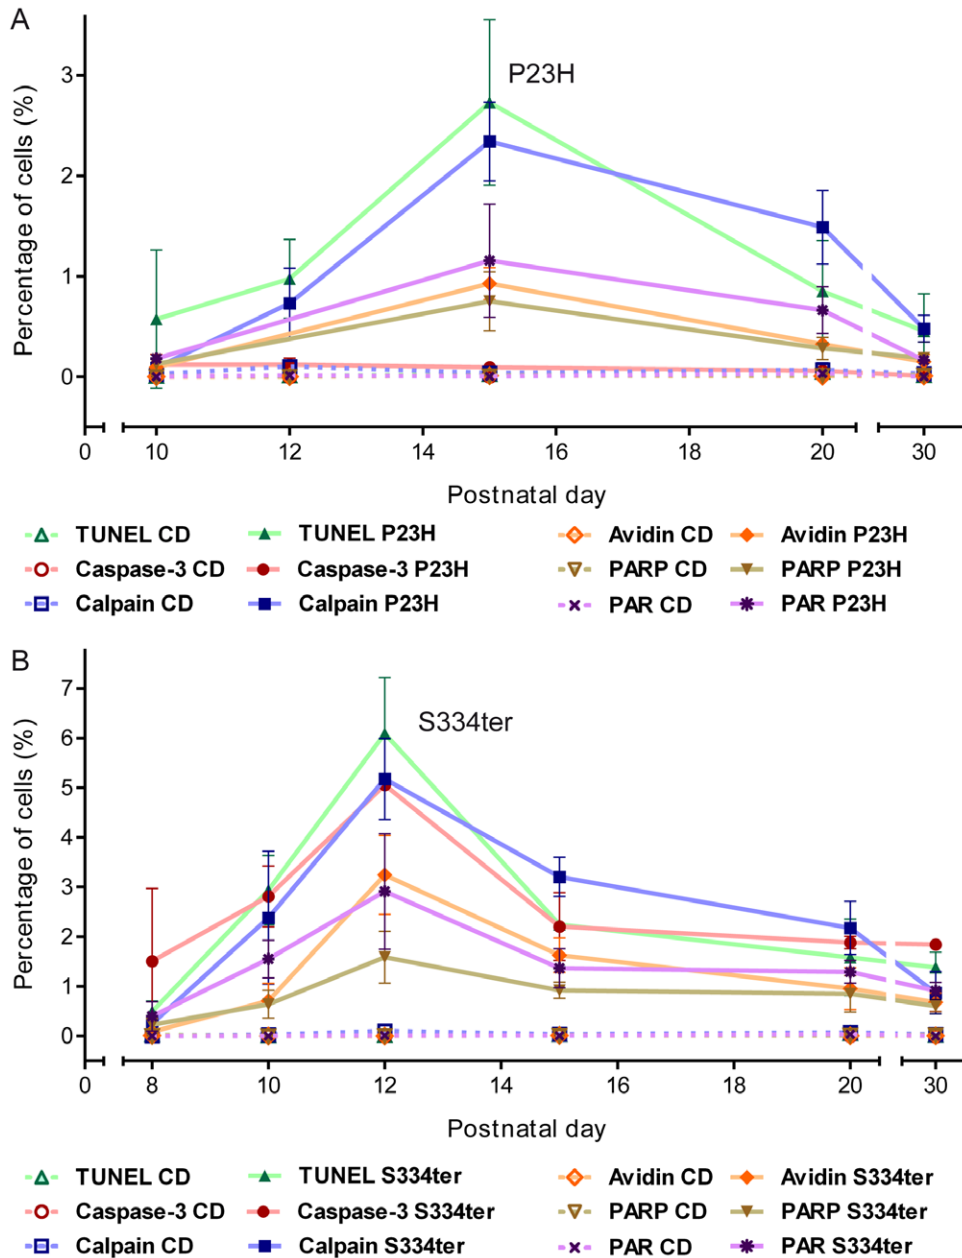 A
P23H
Percentage of cells (%)
3
2
1
0
0 10 12 14 16 18 20 30
Postnatal day
TUNEL CD TUNEL P23H Avidin CD Avidin P23H
Caspase-3 CD Caspase-3 P23H PARP CD PARP P23H
Calpain CD Calpain P23H PAR CD PAR P23H
B
S334ter
Percentage of cells (%)
7
6
5
4
3
2
1
0
0 8 10 12 14 16 18 20 30
Postnatal day
TUNEL CD TUNEL S334ter Avidin CD Avidin S334ter
Caspase-3 CD Caspase-3 S334ter PARP CD PARP S334ter
Calpain CD Calpain S334ter PAR CD PAR S334ter